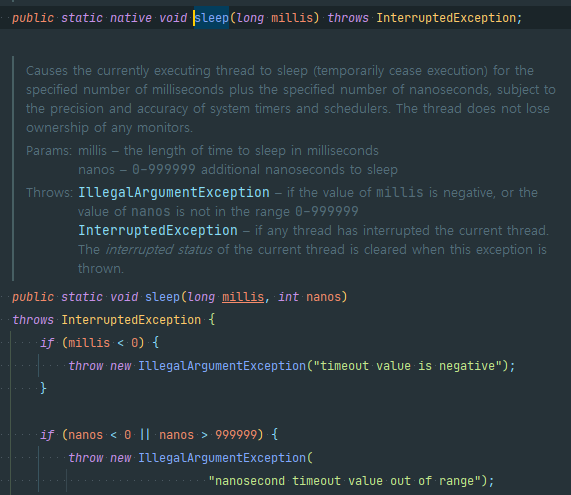 public static native void sleep(long millis) throws InterruptedException;
Causes the currently executing thread to sleep (temporarily cease execution) for the
specified number of milliseconds plus the specified number of nanoseconds, subject to
the precision and accuracy of system timers and schedulers. The thread does not lose
ownership of any monitors.
Params: millis – the length of time to sleep in milliseconds
nanos – 0-999999 additional nanoseconds to sleep
Throws: IllegalArgumentException – if the value of millis is negative, or the
value of nanos is not in the range 0-999999
InterruptedException – if any thread has interrupted the current thread.
The interrupted status of the current thread is cleared when this exception is
thrown.
public static void sleep(long millis, int nanos)
throws InterruptedException {
if (millis < 0) {
throw new IllegalArgumentException("timeout value is negative");
}
if (nanos < 0 || nanos > 999999) {
throw new IllegalArgumentException(
"nanosecond timeout value out of range");